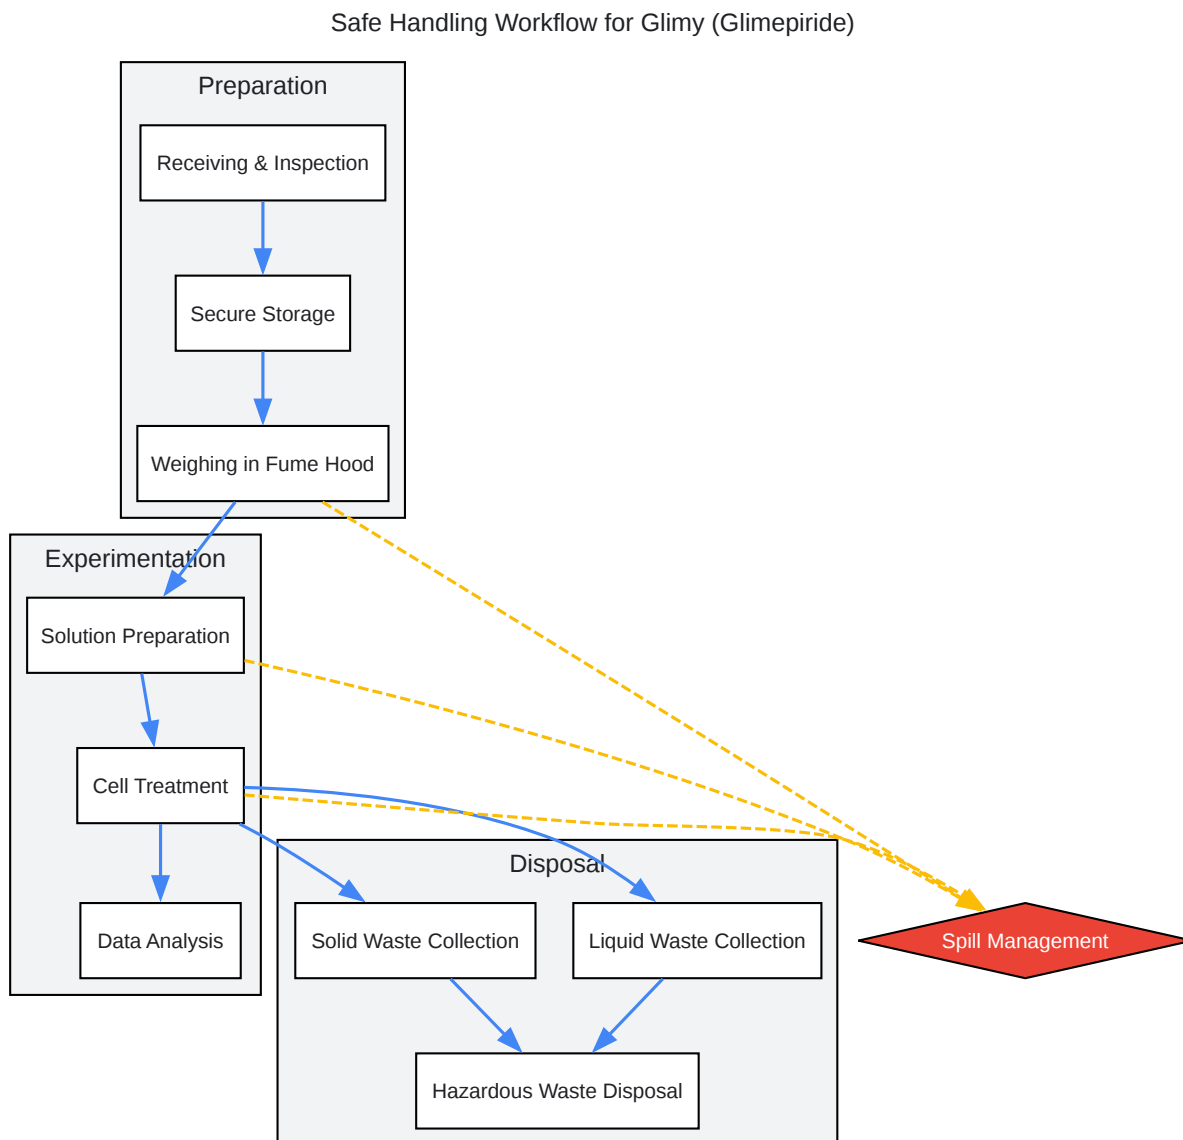 Safe Handling Workflow for Glimy (Glimepiride)
Preparation
Receiving & Inspection
Secure Storage
Weighing in Fume Hood
Experimentation
Solution Preparation
Cell Treatment
Data Analysis
Disposal
Solid Waste Collection
Liquid Waste Collection
Hazardous Waste Disposal
Spill Management